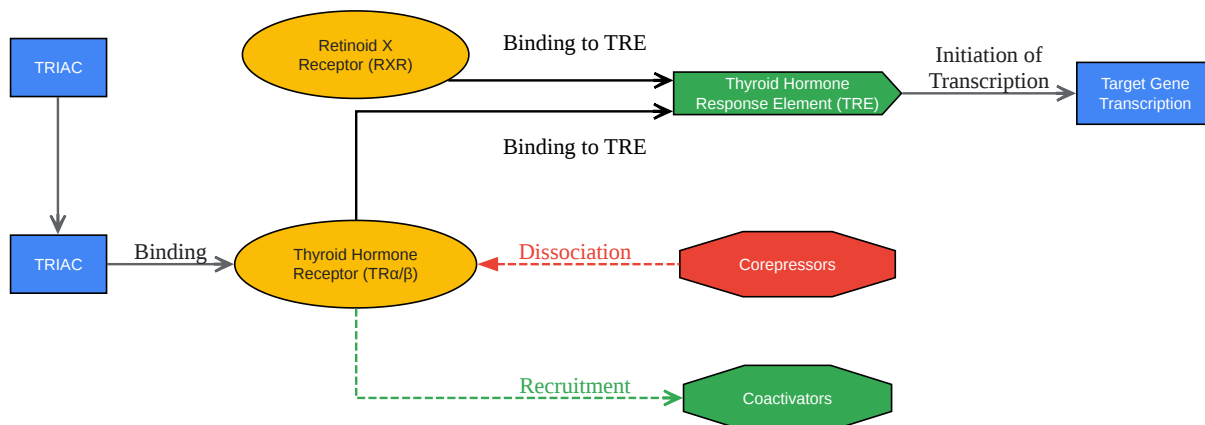 TRIAC
Retinoid X
Receptor (RXR)
Binding to TRE
Thyroid Hormone
Response Element (TRE)
Initiation of
Transcription
Target Gene
Transcription
Binding to TRE
TRIAC
Binding
Thyroid Hormone
Receptor (TRα/β)
Dissociation
Corepressors
Recruitment
Coactivators